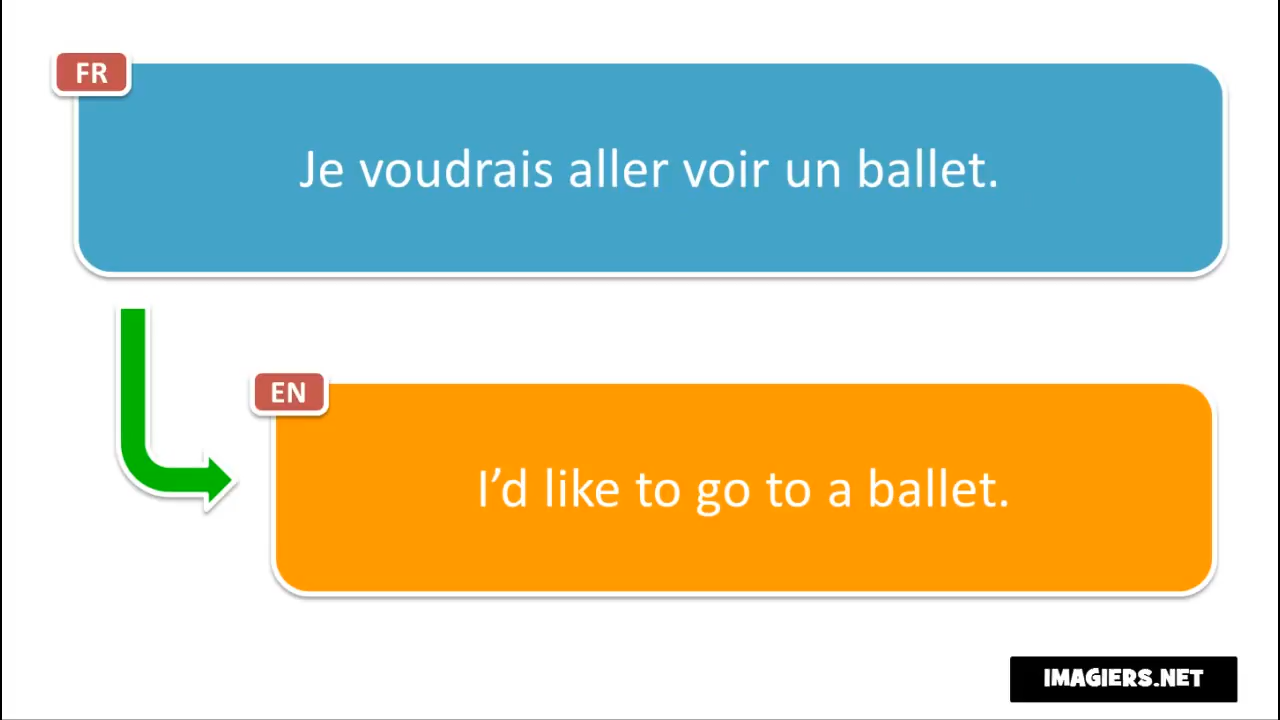 FR
Je voudrais aller voir un ballet.
EN
I’d like to go to a ballet.
IMAGIERS.NET